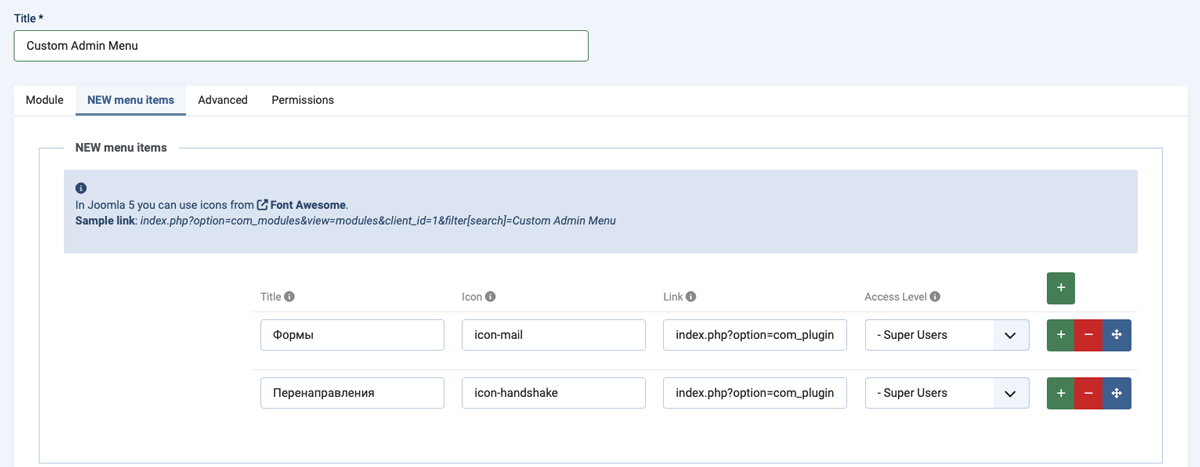 Title *
Custom Admin Menu
Module NEW menu items Advanced Permissions
NEW menu items
In Joomla 5 you can use icons from Font Awesome.
Sample link: index.php?option=com_modules&view=modules&client_id=1&filter[search]=Custom Admin Menu
Title Icon Link Access Level
Формы icon-mail index.php?option=com_plugin - Super Users
Перенаправления icon-handshake index.php?option=com_plugin - Super Users